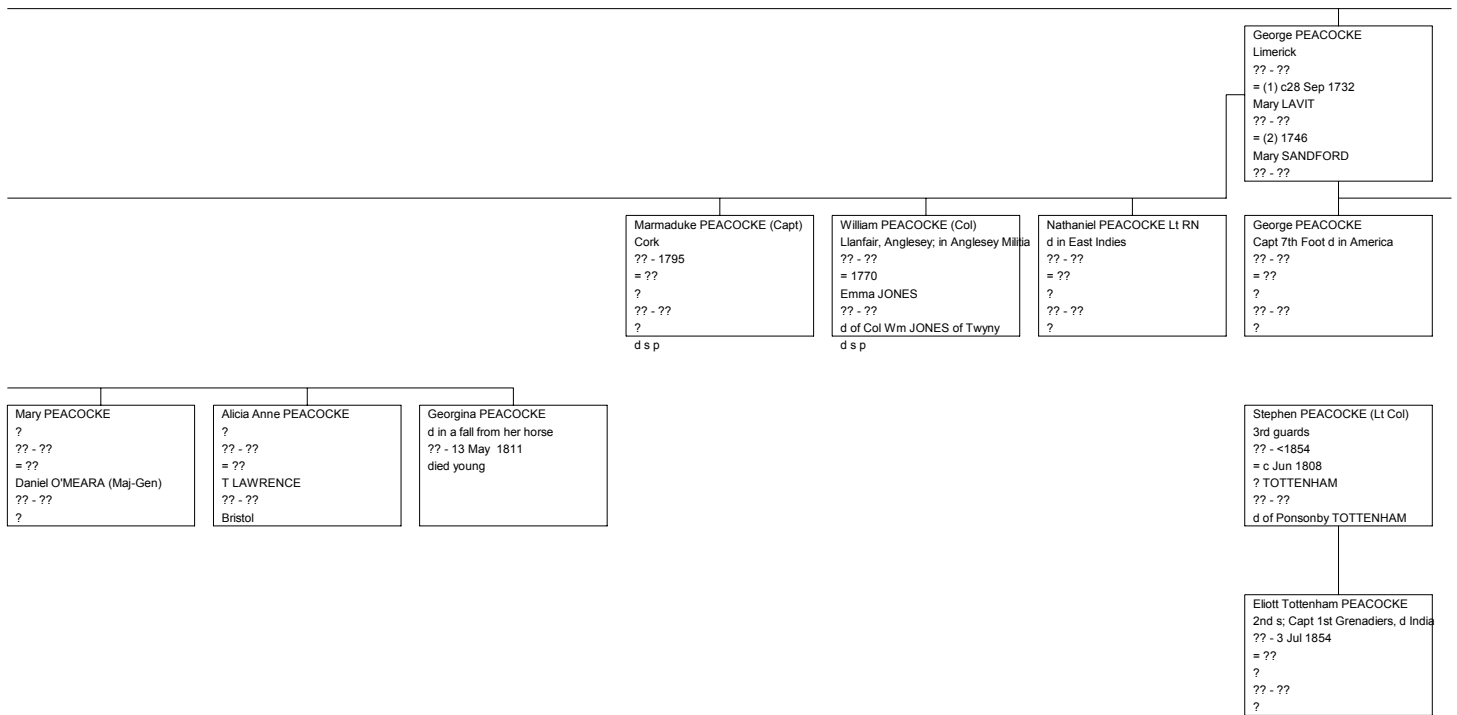 George PEACOCKE
Limerick
?? - ??
= (1) c28 Sep 1732
Mary LAVIT
?? - ??
= (2) 1746
Mary SANDFORD
?? - ??
Marmaduke PEACOCKE (Capt)
Cork
?? - 1795
= ??
?
?? - ??
?
d s p
William PEACOCKE (Col)
Llanfair, Anglesey; in Anglesey Militia
?? - ??
= 1770
Emma JONES
?? - ??
d of Col Wm JONES of Twyny
d s p
Nathaniel PEACOCKE Lt RN
d in East Indies
?? - ??
= ??
?
?? - ??
?
George PEACOCKE
Capt 7th Foot d in America
?? - ??
= ??
?
?? - ??
?
Mary PEACOCKE
?
?? - ??
= ??
Daniel O'MEARA (Maj-Gen)
?? - ??
?
Alicia Anne PEACOCKE
?
?? - ??
= ??
T LAWRENCE
?? - ??
Bristol
Georgina PEACOCKE
d in a fall from her horse
?? - 13 May 1811
died young
Stephen PEACOCKE (Lt Col)
3rd guards
?? - <1854
= c Jun 1808
? TOTTENHAM
?? - ??
d of Ponsonby TOTTENHAM
Eliott Tottenham PEACOCKE
2nd s; Capt 1st Grenadiers, d India
?? - 3 Jul 1854
= ??
?
?? - ??
?